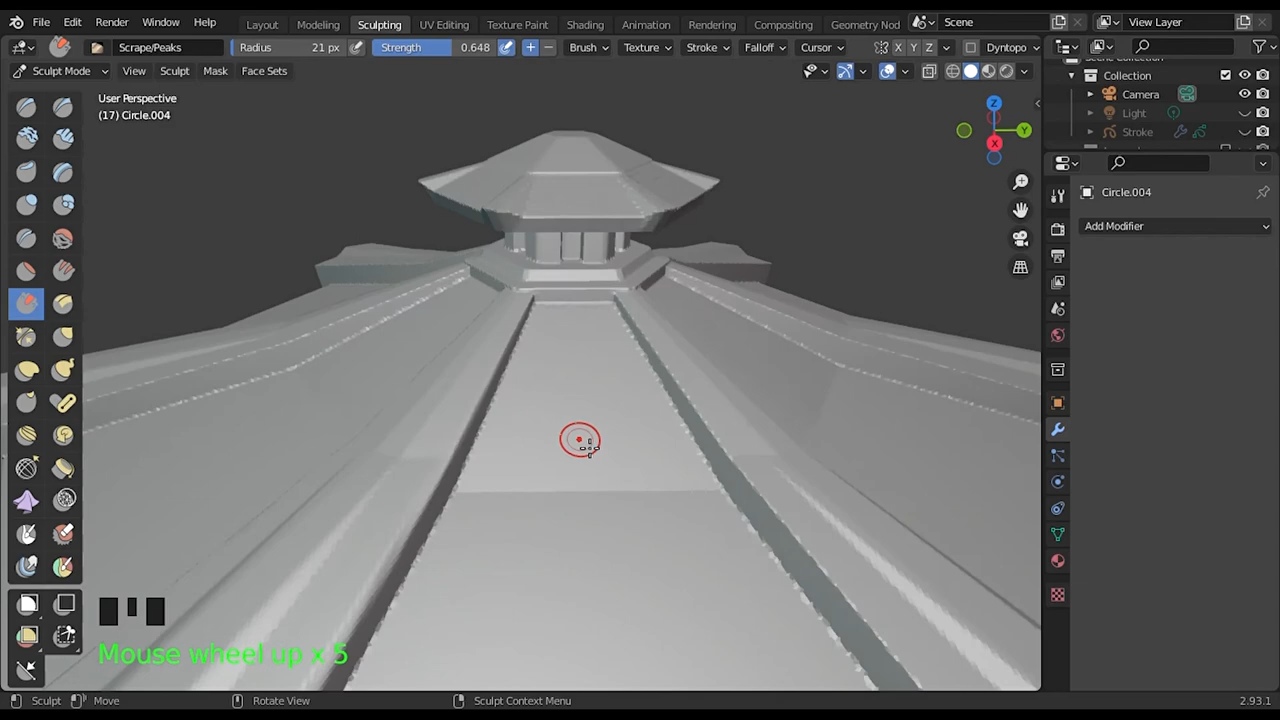 File Edit Render Window Help Layout Modeling Sculpting UV Editing Texture Paint Shading Animation Rendering Compositing Geometry Nod Scene View Layer
Scrape/Peaks Radius 21 px Strength 0.648 Brush Texture Stroke Falloff Cursor X Y Z Dyntopo
Sculpt Mode View Sculpt Mask Face Sets
User Perspective
(17) Circle.004
Z
Y
X
Collection
Camera
Light
Stroke
Circle.004
Add Modifier
Mouse wheel up x 5
Sculpt Move Rotate View Sculpt Context Menu 2.93.1